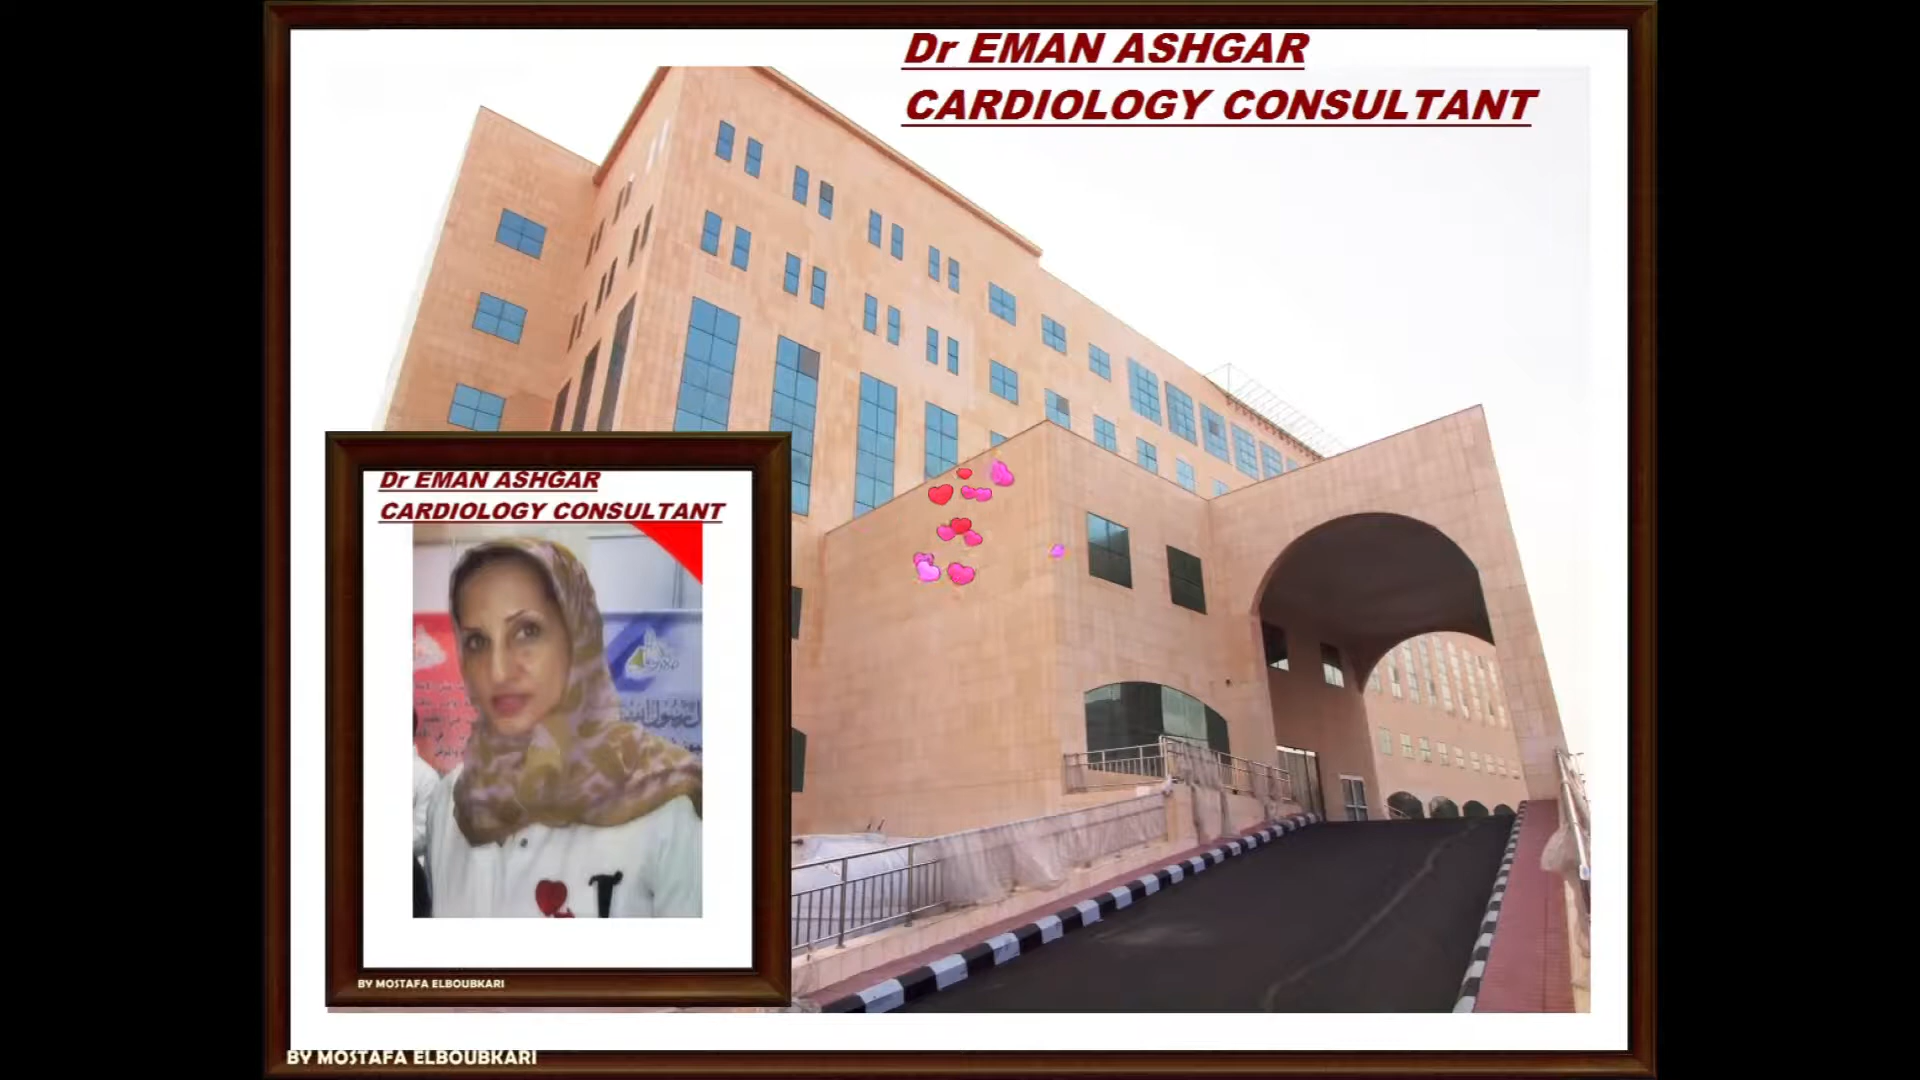 Dr EMAN ASHGAR
CARDIOLOGY CONSULTANT
Dr EMAN ASHGAR
CARDIOLOGY CONSULTANT
BY MOSTAFA ELBOUBKARI
BY MOSTAFA ELBOUBKARI